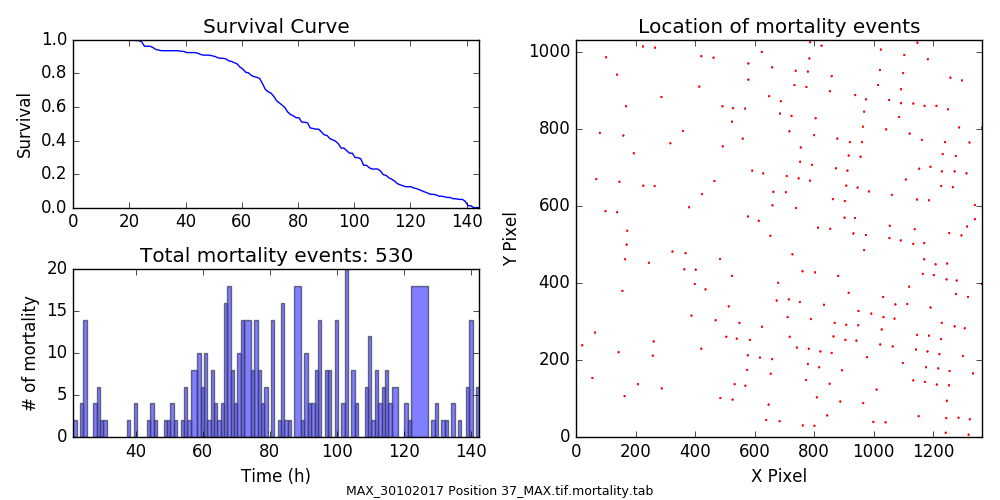 Survival Curve
1.0
0.8
0.6
0.4
0.2
0.0
Survival
0 20 40 60 80 100 120 140
Total mortality events: 530
20
15
10
5
0
# of mortality
40 60 80 100 120 140
Time (h)
Location of mortality events
1000
800
600
400
200
0
Y Pixel
0 200 400 600 800 1000 1200
X Pixel
MAX_30102017 Position 37_MAX.tif.mortality.tab